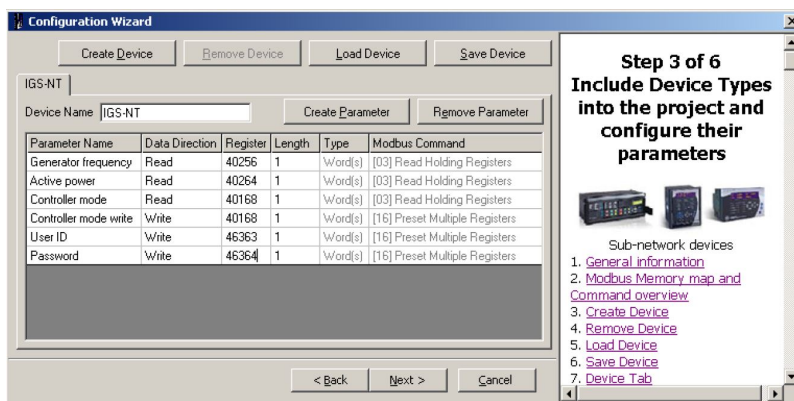 Configuration Wizard
Create Device Remove Device Load Device Save Device
IGS-NT
Device Name IGS-NT Create Parameter Remove Parameter
Parameter Name Data Direction Register Length Type Modbus Command
Generator frequency Read 40256 1 Word(s) [03] Read Holding Registers
Active power Read 40264 1 Word(s) [03] Read Holding Registers
Controller mode Read 40168 1 Word(s) [03] Read Holding Registers
Controller mode write Write 40168 1 Word(s) [16] Preset Multiple Registers
User ID Write 46363 1 Word(s) [16] Preset Multiple Registers
Password Write 46364 1 Word(s) [16] Preset Multiple Registers
< Back Next > Cancel
Step 3 of 6
Include Device Types
into the project and
configure their
parameters
Sub-network devices
1. General information
2. Modbus Memory map and
Command overview
3. Create Device
4. Remove Device
5. Load Device
6. Save Device
7. Device Tab